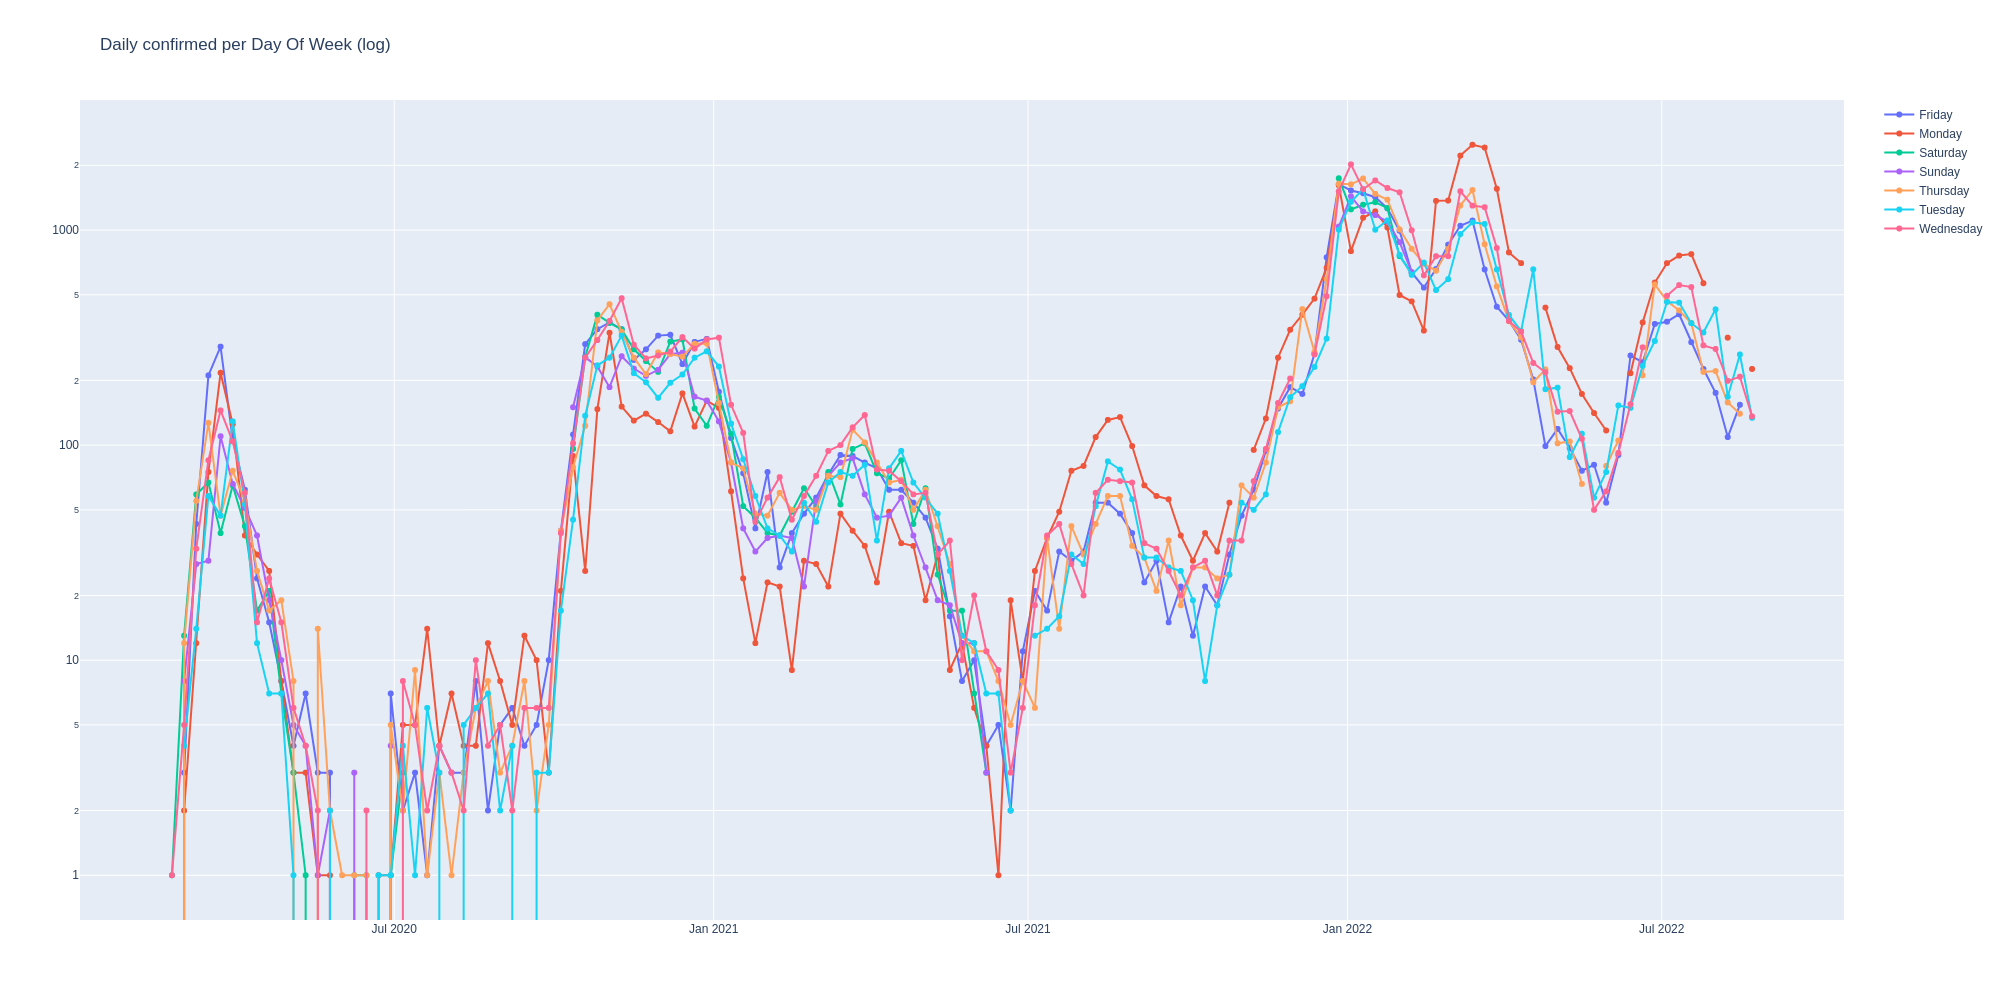 Daily confirmed per Day Of Week (log)
Friday
Monday
Saturday
Sunday
Thursday
Tuesday
Wednesday
2
1000
5
2
100
5
2
10
5
2
1
Jul 2020
Jan 2021
Jul 2021
Jan 2022
Jul 2022